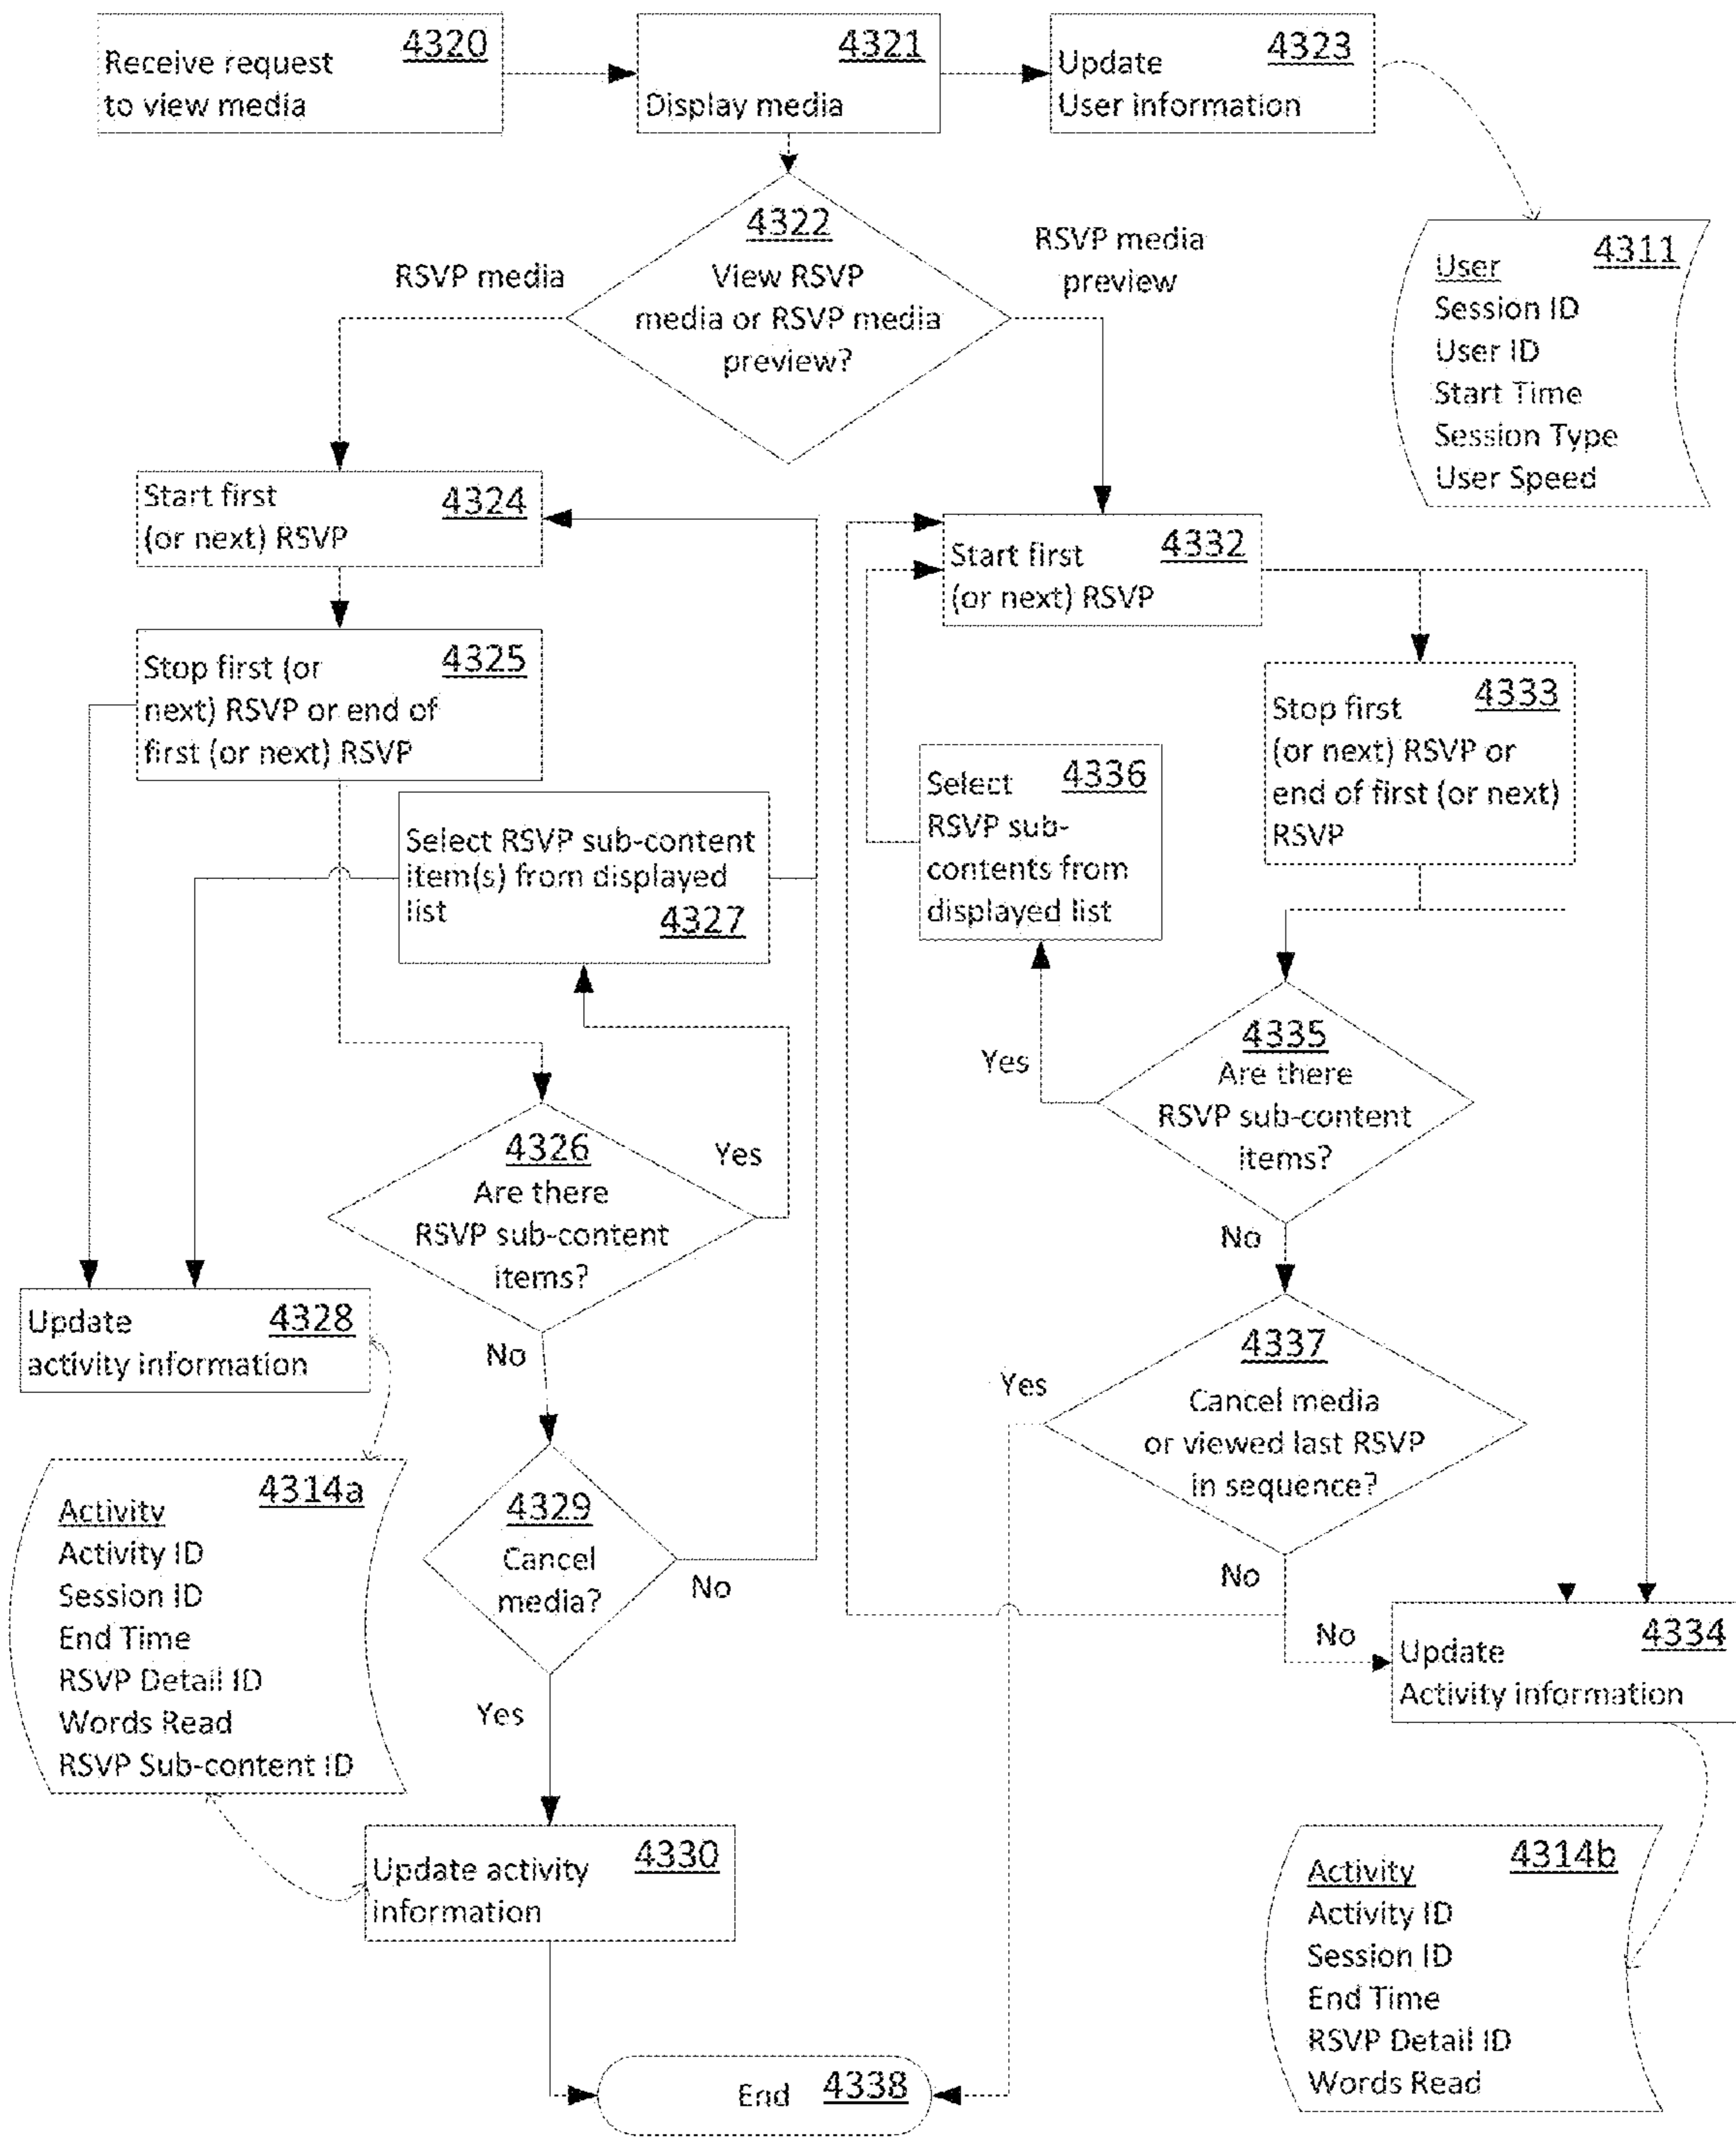 4320
Receive request
to view media
4321
Display media
4323
Update
User information
4322
View RSVP
media or RSVP media
preview?
RSVP media
RSVP media
preview
4311
User
Session ID
User ID
Start Time
Session Type
User Speed
4324
Start first
(or next) RSVP
4332
Start first
(or next) RSVP
4325
Stop first (or
next) RSVP or end of
first (or next) RSVP
4333
Stop first
(or next) RSVP or
end of first (or next)
RSVP
4336
Select
RSVP sub-
contents from
displayed list
Select RSVP sub-content
item(s) from displayed
list
4327
4335
Are there
RSVP sub-content
items?
Yes
No
4326
Are there
RSVP sub-content
items?
Yes
No
4328
Update
activity information
4337
Cancel media
or viewed last RSVP
in sequence?
Yes
No
No
4314a
Activity
Activity ID
Session ID
End Time
RSVP Detail ID
Words Read
RSVP Sub-content ID
4329
Cancel
media?
No
Yes
4334
Update
Activity information
4330
Update activity
information
4314b
Activity
Activity ID
Session ID
End Time
RSVP Detail ID
Words Read
End 4338